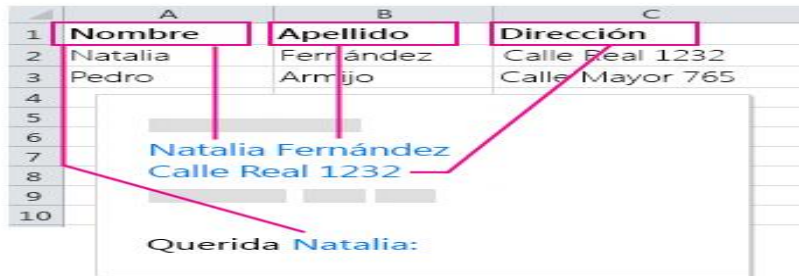 A B C
1 Nombre Apellido Dirección
2 Natalia Fernández Calle Real 1232
3 Pedro Armijo Calle Mayor 765
4
5
6
7
8
9
10
Natalia Fernández
Calle Real 1232
Querida Natalia: